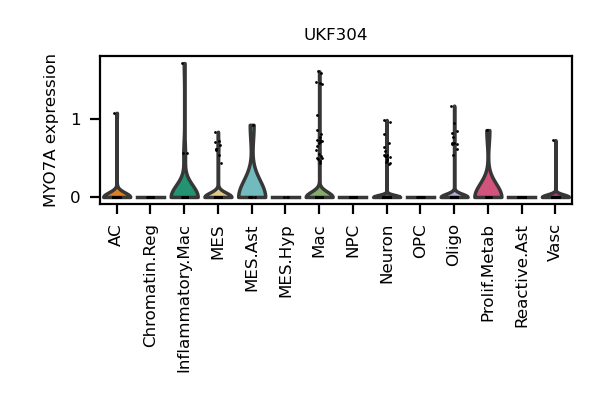 UKF304
MYO7A expression
1
0
AC
Chromatin.Reg
Inflammatory.Mac
MES
MES.Ast
MES.Hyp
Mac
NPC
Neuron
OPC
Oligo
Prolif.Metab
Reactive.Ast
Vasc